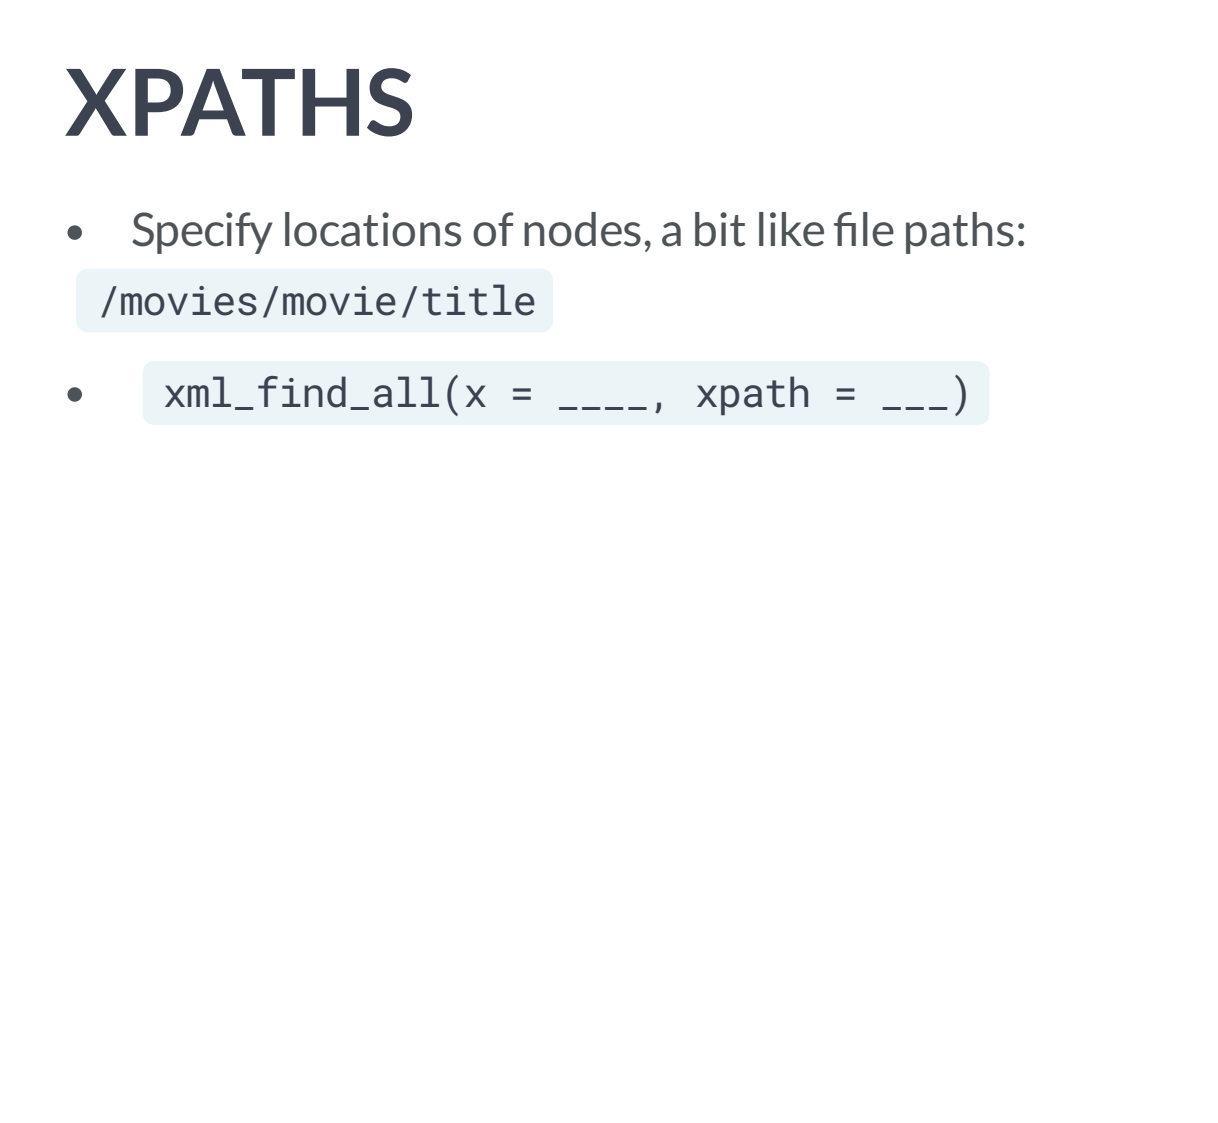 XPATHS
• Specify locations of nodes, a bit like file paths:
/movies/movie/title
• xml_find_all(x = ____, xpath = ___)